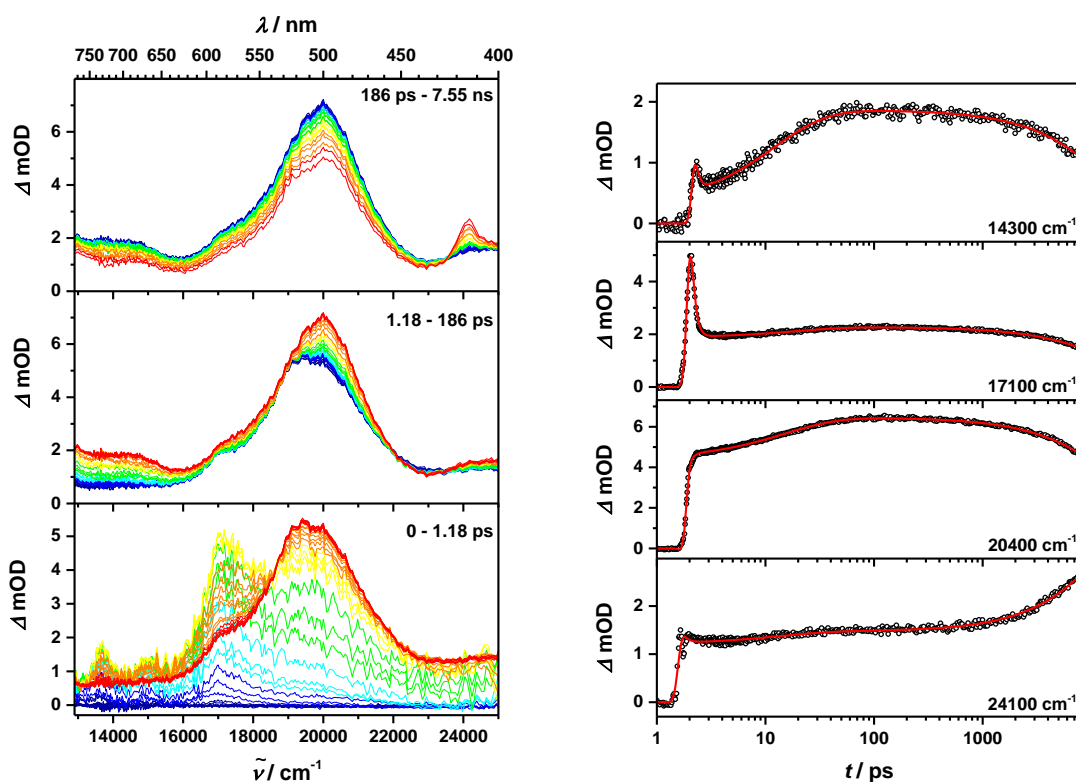 λ / nm
750 700 650 600 550 500 440 400
186 ps - 7.55 ns
6
4
2
0
Δ mOD
1.18 - 186 ps
6
4
2
0
Δ mOD
0 - 1.18 ps
5
4
3
2
1
0
Δ mOD
14000 16000 18000 20000 22000 24000
ν̃ / cm⁻¹
2
1
0
Δ mOD
14300 cm⁻¹
4
2
0
Δ mOD
17100 cm⁻¹
6
4
2
0
Δ mOD
20400 cm⁻¹
2
1
0
Δ mOD
24100 cm⁻¹
1 10 100 1000
t / ps